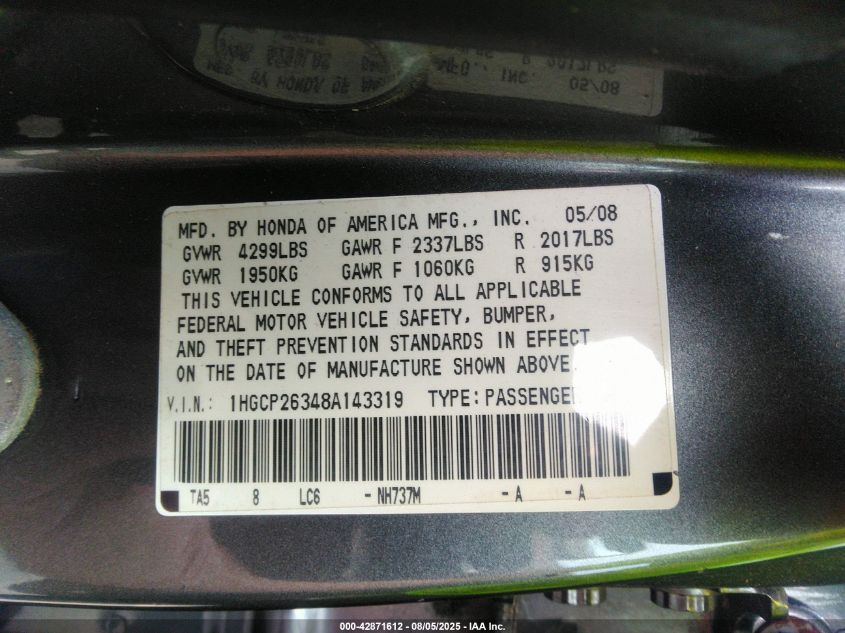 MFD. BY HONDA OF AMERICA MFG., INC. 05/08
GVWR 4299LBS GAWR F 2337LBS R 2017LBS
GVWR 1950KG GAWR F 1060KG R 915KG
THIS VEHICLE CONFORMS TO ALL APPLICABLE
FEDERAL MOTOR VEHICLE SAFETY, BUMPER,
AND THEFT PREVENTION STANDARDS IN EFFECT
ON THE DATE OF MANUFACTURE SHOWN ABOVE.
V.I.N.: 1HGCP26348A143319 TYPE:PASSENGER
TA5 8 LC6 -NH737M -A -A
000-42871612 - 08/05/2025 - IAA Inc.